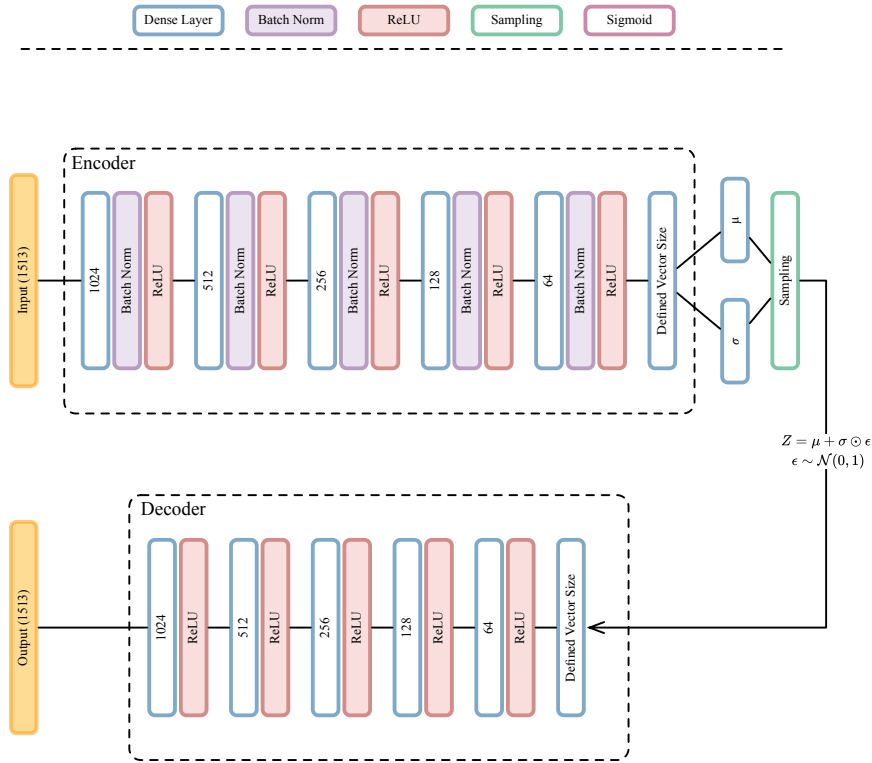 Dense Layer
Batch Norm
ReLU
Sampling
Sigmoid
Encoder
Input (1513)
1024
Batch Norm
ReLU
512
Batch Norm
ReLU
256
Batch Norm
ReLU
128
Batch Norm
ReLU
64
Batch Norm
ReLU
Defined Vector Size
μ
σ
Sampling
Z = μ + σ ⊙ ϵ
ϵ ∼ 𝒩(0, 1)
Decoder
Output (1513)
1024
ReLU
512
ReLU
256
ReLU
128
ReLU
64
ReLU
Defined Vector Size